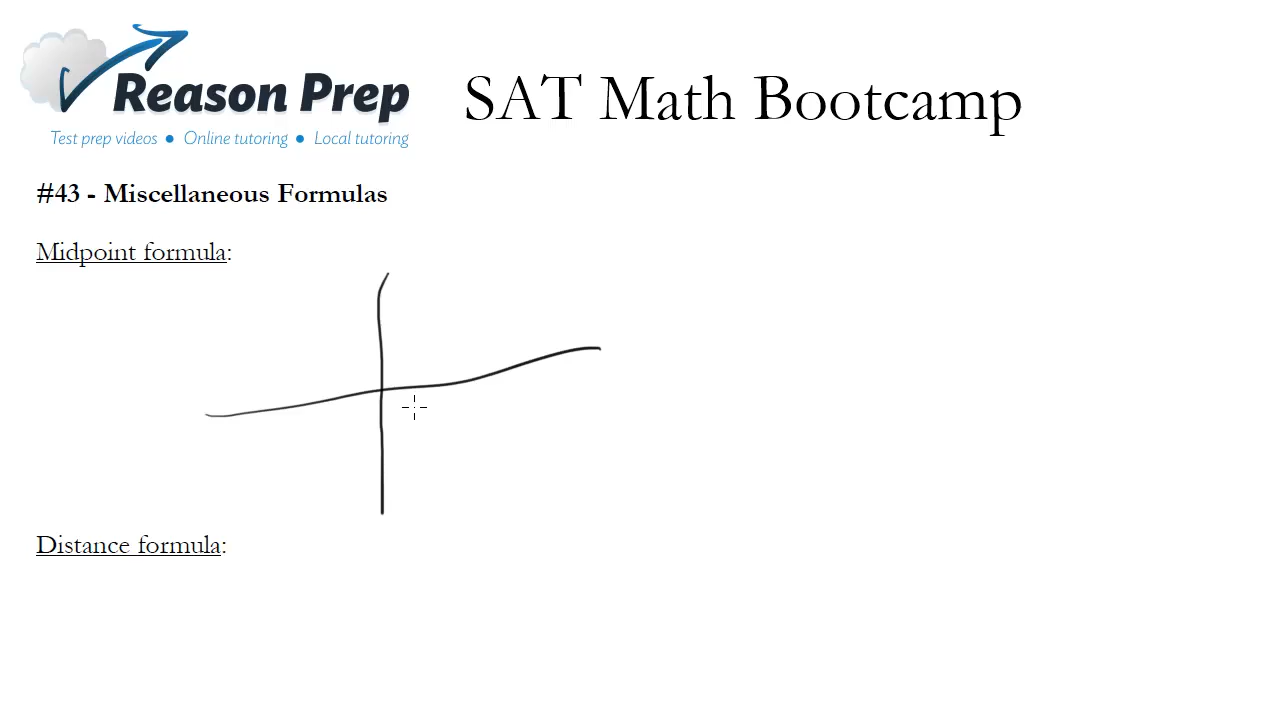 Reason Prep
Test prep videos ● Online tutoring ● Local tutoring
SAT Math Bootcamp
#43 - Miscellaneous Formulas
Midpoint formula:
Distance formula: